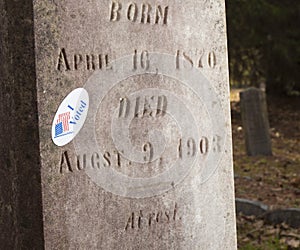 BORN
April 16, 1870.
DIED
Augst. 9, 1903.
At rest.
I Voted